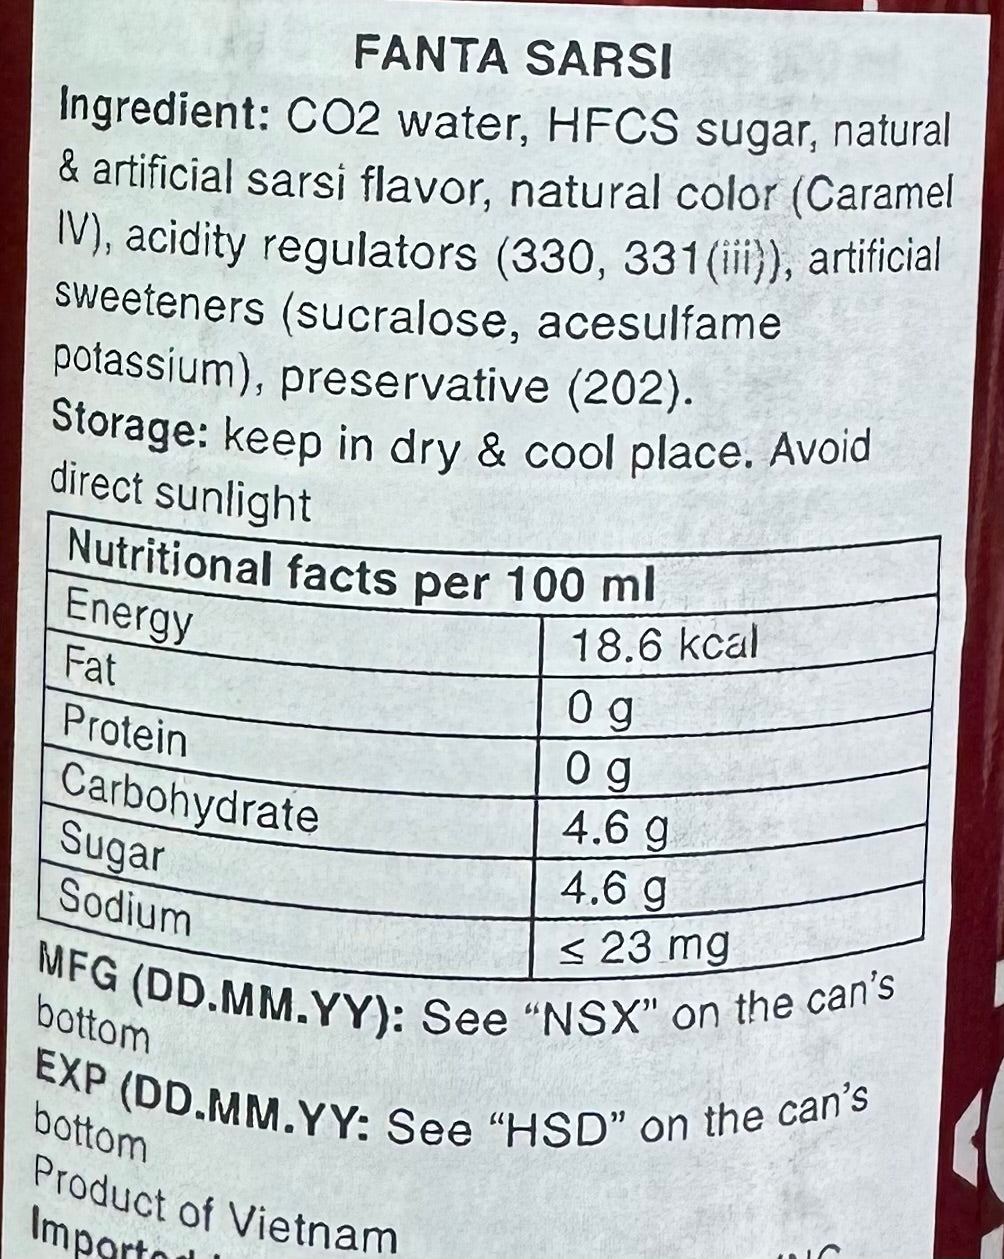 FANTA SARSI
Ingredient: CO2 water, HFCS sugar, natural
& artificial sarsi flavor, natural color (Caramel
IV), acidity regulators (330, 331(iii)), artificial
sweeteners (sucralose, acesulfame
potassium), preservative (202).
Storage: keep in dry & cool place. Avoid
direct sunlight
Nutritional facts per 100 ml
Energy 18.6 kcal
Fat 0 g
Protein 0 g
Carbohydrate 4.6 g
Sugar 4.6 g
Sodium ≤ 23 mg
MFG (DD.MM.YY): See “NSX” on the can's
bottom
EXP (DD.MM.YY: See “HSD” on the can's
bottom
Product of Vietnam
Imported